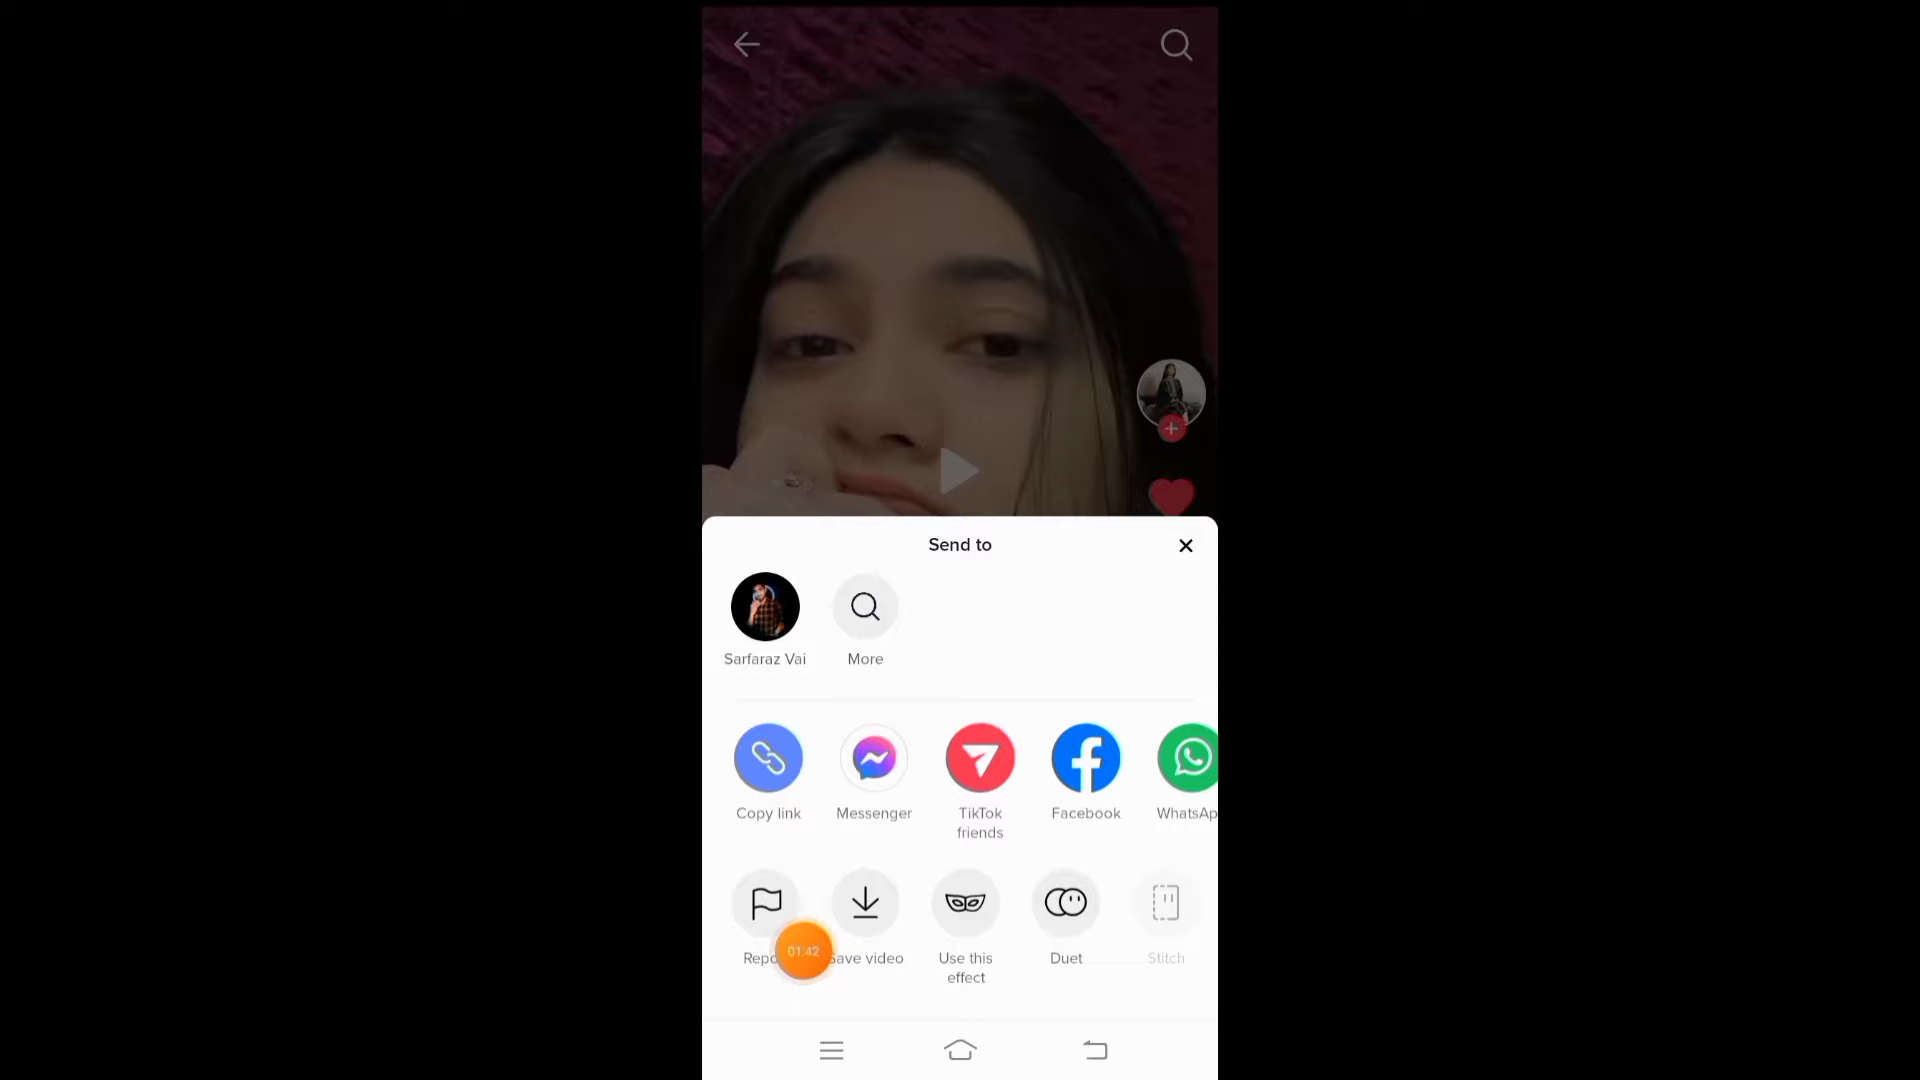 Send to
Sarfaraz Vai
More
Copy link
Messenger
TikTok
friends
Facebook
WhatsAp
Repo
01:42
Save video
Use this
effect
Duet
Stitch